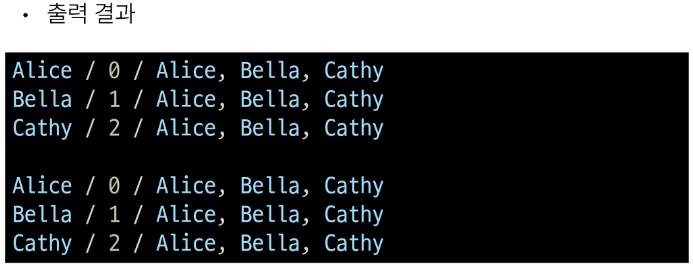 • 출력 결과
Alice / 0 / Alice, Bella, Cathy
Bella / 1 / Alice, Bella, Cathy
Cathy / 2 / Alice, Bella, Cathy
Alice / 0 / Alice, Bella, Cathy
Bella / 1 / Alice, Bella, Cathy
Cathy / 2 / Alice, Bella, Cathy